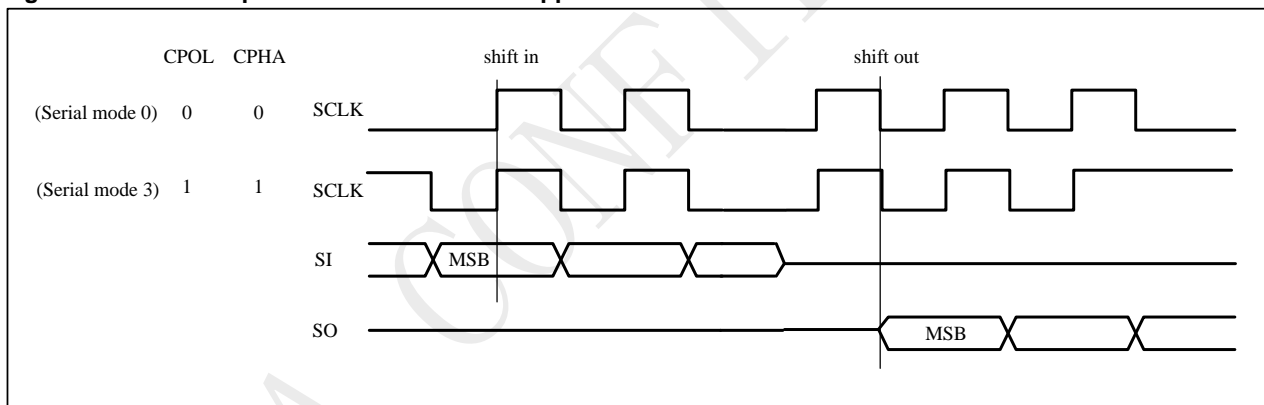 CPOL CPHA shift in shift out
(Serial mode 0) 0 0 SCLK
(Serial mode 3) 1 1 SCLK
SI MSB
SO MSB